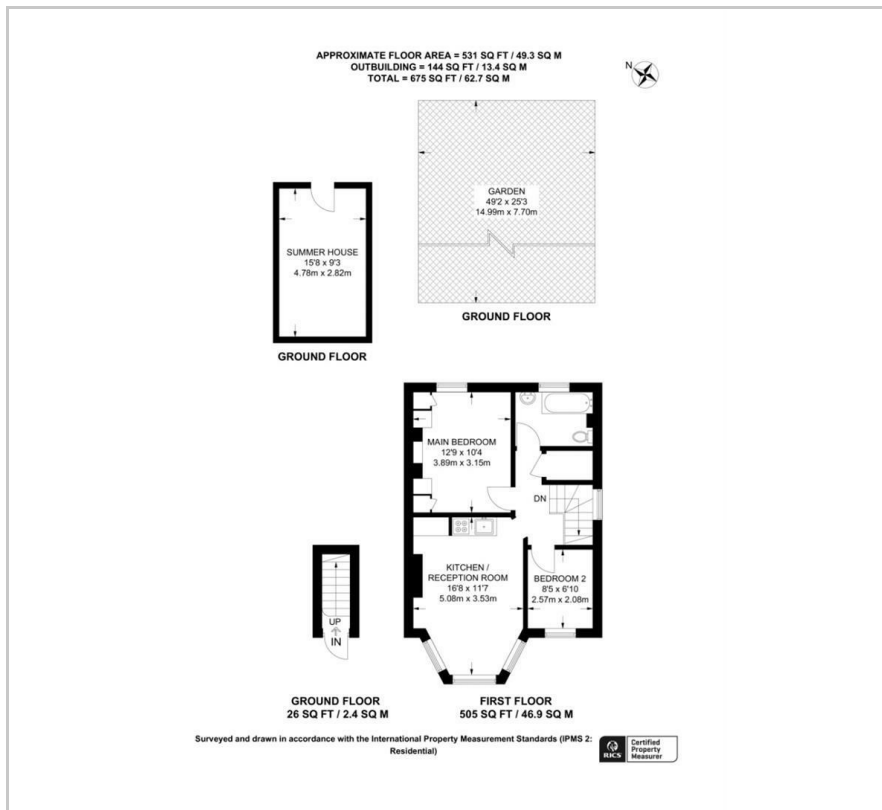 APPROXIMATE FLOOR AREA = 531 SQ FT / 49.3 SQ M
OUTBUILDING = 144 SQ FT / 13.4 SQ M
TOTAL = 675 SQ FT / 62.7 SQ M
N
GARDEN
49'2 x 25'3
14.99m x 7.70m
GROUND FLOOR
SUMMER HOUSE
15'8 x 9'3
4.78m x 2.82m
GROUND FLOOR
MAIN BEDROOM
12'9 x 10'4
3.89m x 3.15m
DN
KITCHEN /
RECEPTION ROOM
16'8 x 11'7
5.08m x 3.53m
BEDROOM 2
8'5 x 6'10
2.57m x 2.08m
UP
IN
GROUND FLOOR
26 SQ FT / 2.4 SQ M
FIRST FLOOR
505 SQ FT / 46.9 SQ M
Surveyed and drawn in accordance with the International Property Measurement Standards (IPMS 2:
Residential)
RICS
Certified
Property
Measurer